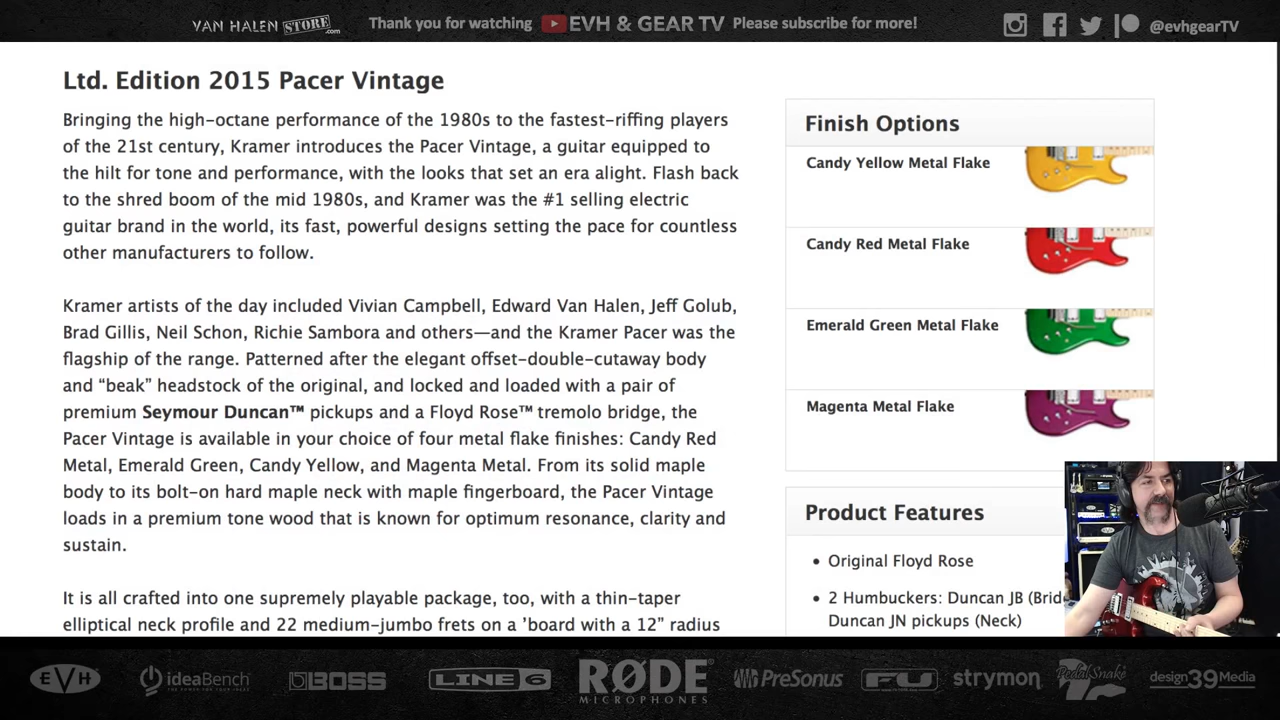 VAN HALEN STORE.com
Thank you for watching EVH & GEAR TV Please subscribe for more!
@evhgearTV
Ltd. Edition 2015 Pacer Vintage
Bringing the high-octane performance of the 1980s to the fastest-riffing players
of the 21st century, Kramer introduces the Pacer Vintage, a guitar equipped to
the hilt for tone and performance, with the looks that set an era alight. Flash back
to the shred boom of the mid 1980s, and Kramer was the #1 selling electric
guitar brand in the world, its fast, powerful designs setting the pace for countless
other manufacturers to follow.
Kramer artists of the day included Vivian Campbell, Edward Van Halen, Jeff Golub,
Brad Gillis, Neil Schon, Richie Sambora and others—and the Kramer Pacer was the
flagship of the range. Patterned after the elegant offset-double-cutaway body
and “beak” headstock of the original, and locked and loaded with a pair of
premium Seymour Duncan™ pickups and a Floyd Rose™ tremolo bridge, the
Pacer Vintage is available in your choice of four metal flake finishes: Candy Red
Metal, Emerald Green, Candy Yellow, and Magenta Metal. From its solid maple
body to its bolt-on hard maple neck with maple fingerboard, the Pacer Vintage
loads in a premium tone wood that is known for optimum resonance, clarity and
sustain.
It is all crafted into one supremely playable package, too, with a thin-taper
elliptical neck profile and 22 medium-jumbo frets on a ’board with a 12” radius
Finish Options
Candy Yellow Metal Flake
Candy Red Metal Flake
Emerald Green Metal Flake
Magenta Metal Flake
Product Features
• Original Floyd Rose
• 2 Humbuckers: Duncan JB
Duncan JN pickups (Neck)
EVH
ideaBench
BOSS
LINE 6
RØDE
MICROPHONES
PreSonus
FU
strymon
PedalSnake
design39Media